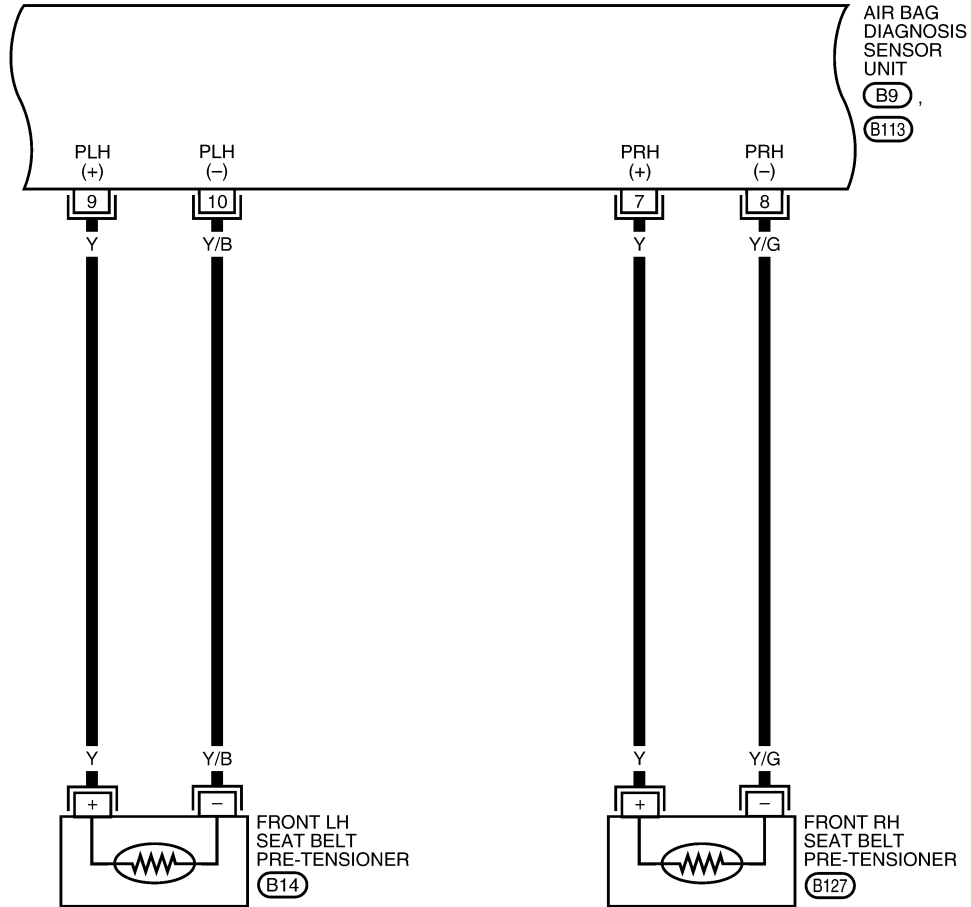 AIR BAG
DIAGNOSIS
SENSOR
UNIT
B9 ,
B113
PLH
(+)
PLH
(–)
PRH
(+)
PRH
(–)
9
10
7
8
Y
Y/B
Y
Y/G
Y
Y/B
Y
Y/G
+
–
+
–
FRONT LH
SEAT BELT
PRE-TENSIONER
B14
FRONT RH
SEAT BELT
PRE-TENSIONER
B127